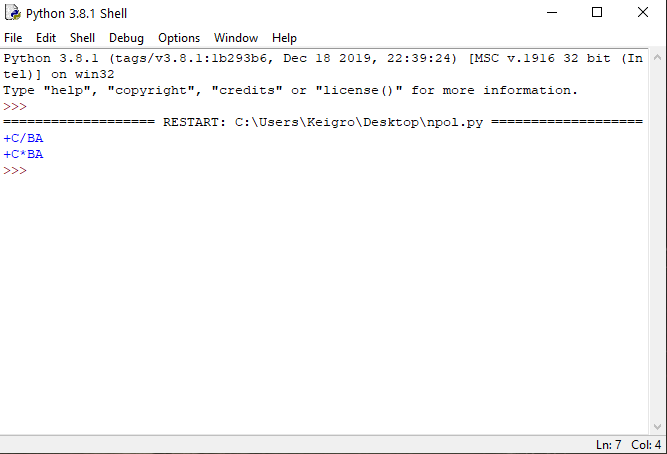 Python 3.8.1 Shell
File Edit Shell Debug Options Window Help
Python 3.8.1 (tags/v3.8.1:1b293b6, Dec 18 2019, 22:39:24) [MSC v.1916 32 bit (In
tel)] on win32
Type "help", "copyright", "credits" or "license()" for more information.
>>>
=================== RESTART: C:\Users\Keigro\Desktop\npol.py ===================
+C/BA
+C*BA
>>>
Ln: 7 Col: 4